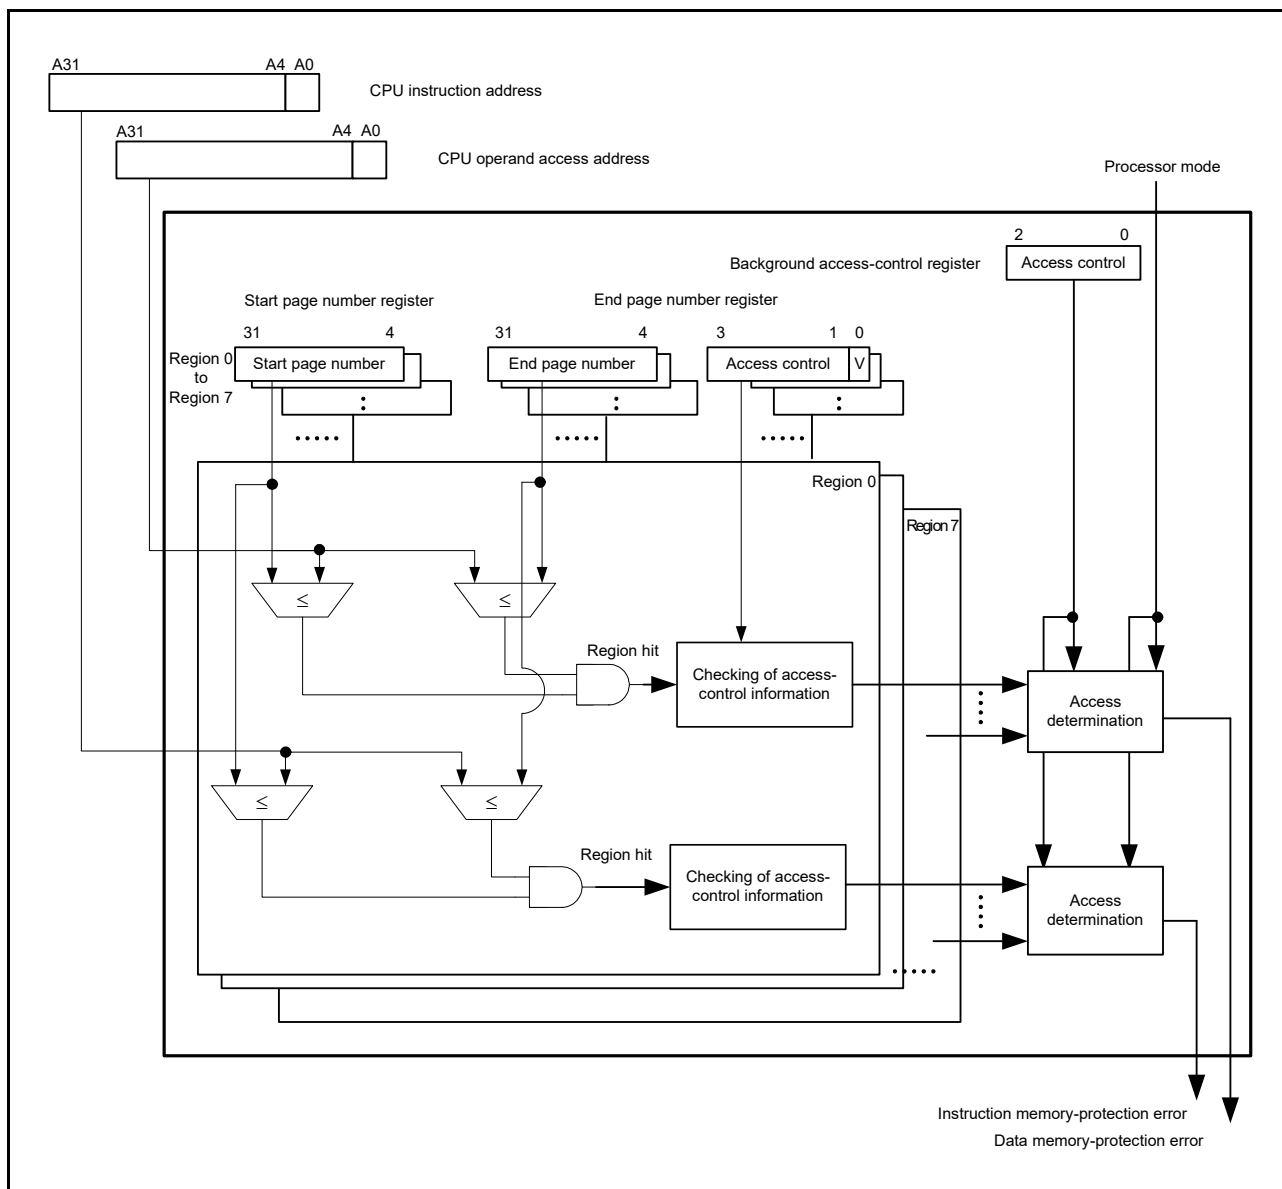 A31 A4 A0
CPU instruction address
A31 A4 A0
CPU operand access address
Processor mode
2 0
Background access-control register
Access control
Start page number register
End page number register
31 4
31 4
3 1 0
Region 0
to
Region 7
Start page number
End page number
Access control
V
Region 0
Region 7
≤
≤
Region hit
Checking of access-
control information
Access
determination
≤
≤
Region hit
Checking of access-
control information
Access
determination
Instruction memory-protection error
Data memory-protection error